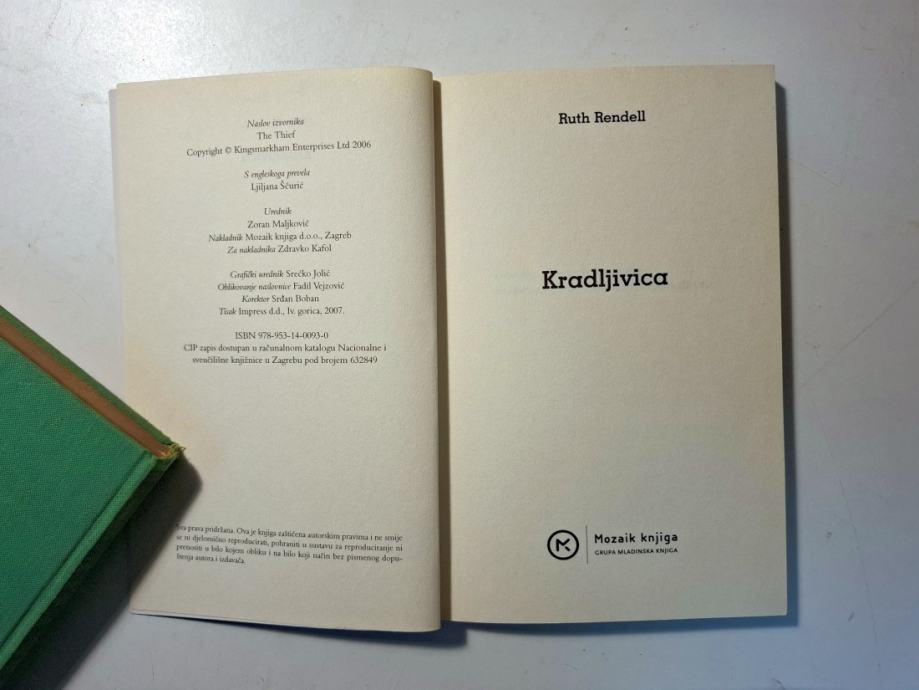 Naslov izvornika
The Thief
Copyright © Kingsmarkham Enterprises Ltd 2006
S engleskoga prevela
Ljiljana Šćurić
Urednik
Zoran Maljković
Nakladnik Mozaik knjiga d.o.o., Zagreb
Za nakladnika Zdravko Kafol
Grafički urednik Srećko Jolić
Oblikovanje naslovnice Fadil Vejzović
Korektor Srđan Boban
Tisak Impress d.d., Iv. gorica, 2007.
ISBN 978-953-14-0093-0
CIP zapis dostupan u računalnom katalogu Nacionalne i
sveučilišne knjižnice u Zagrebu pod brojem 632849
Sva prava pridržana. Ova je knjiga zaštićena autorskim pravima i ne smije
se ni djelomično reproducirati, pohraniti u sustavu za reproduciranje ni
prenositi u bilo kojem obliku i na bilo koji način bez pismenog dopu-
štenja autora i izdavača.
Ruth Rendell
Kradljivica
Mozaik knjiga
GRUPA MLADINSKA KNJIGA